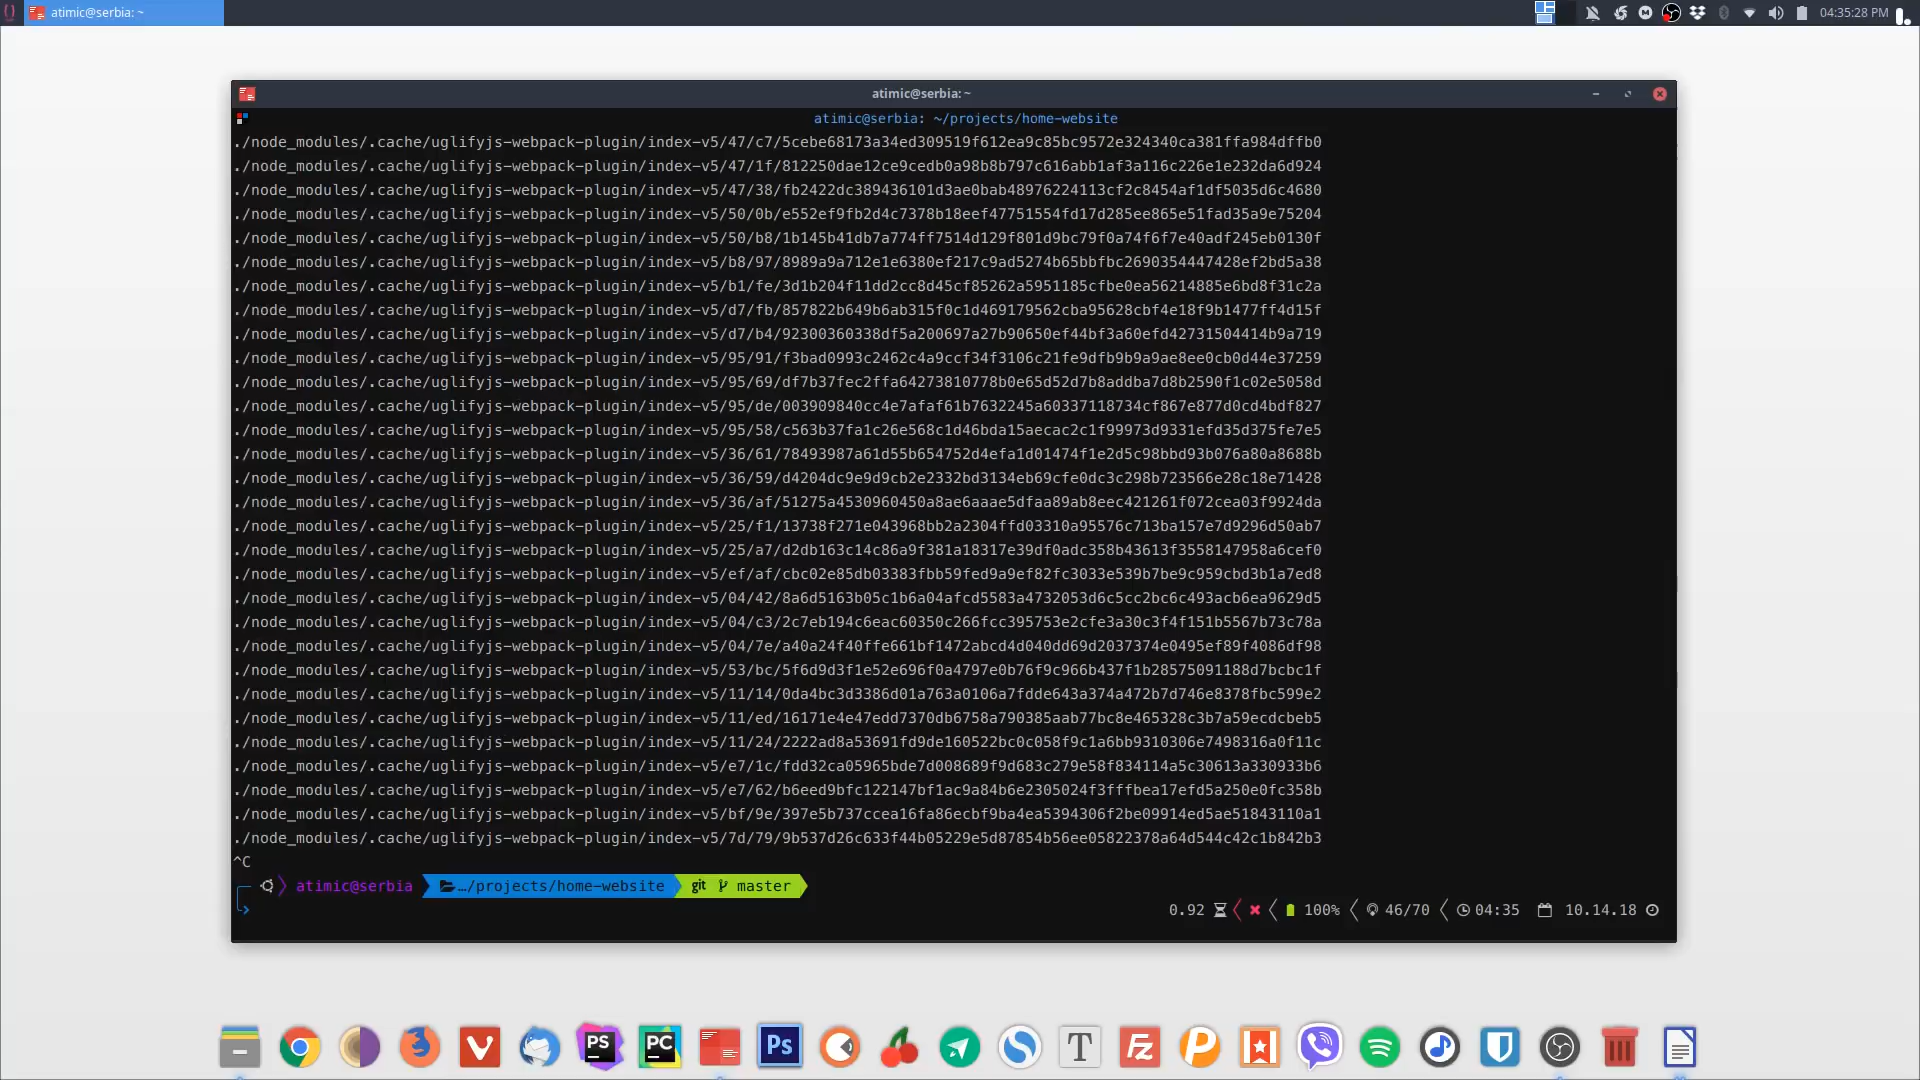 atimic@serbia: ~
04:35:28 PM
atimic@serbia: ~
atimic@serbia: ~/projects/home-website
./node_modules/.cache/uglifyjs-webpack-plugin/index-v5/47/c7/5cebe68173a34ed309519f612ea9c85bc9572e324340ca381ffa984dffb0
./node_modules/.cache/uglifyjs-webpack-plugin/index-v5/47/1f/812250dae12ce9cedb0a98b8b797c616abb1af3a116c226e1e232da6d924
./node_modules/.cache/uglifyjs-webpack-plugin/index-v5/47/38/fb2422dc389436101d3ae0bab48976224113cf2c8454af1df5035d6c4680
./node_modules/.cache/uglifyjs-webpack-plugin/index-v5/50/0b/e552ef9fb2d4c7378b18eef47751554fd17d285ee865e51fad35a9e75204
./node_modules/.cache/uglifyjs-webpack-plugin/index-v5/50/b8/1b145b41db7a774ff7514d129f801d9bc79f0a74f6f7e40adf245eb0130f
./node_modules/.cache/uglifyjs-webpack-plugin/index-v5/b8/97/8989a9a712e1e6380ef217c9ad5274b65bbfbc2690354447428ef2bd5a38
./node_modules/.cache/uglifyjs-webpack-plugin/index-v5/b1/fe/3d1b204f11dd2cc8d45cf85262a5951185cfbe0ea56214885e6bd8f31c2a
./node_modules/.cache/uglifyjs-webpack-plugin/index-v5/d7/fb/857822b649b6ab315f0c1d469179562cba95628cbf4e18f9b1477ff4d15f
./node_modules/.cache/uglifyjs-webpack-plugin/index-v5/d7/b4/92300360338df5a200697a27b90650ef44bf3a60efd42731504414b9a719
./node_modules/.cache/uglifyjs-webpack-plugin/index-v5/95/91/f3bad0993c2462c4a9ccf34f3106c21fe9dfb9b9a9ae8ee0cb0d44e37259
./node_modules/.cache/uglifyjs-webpack-plugin/index-v5/95/69/df7b37fec2ffa64273810778b0e65d52d7b8addba7d8b2590f1c02e5058d
./node_modules/.cache/uglifyjs-webpack-plugin/index-v5/95/de/003909840cc4e7afaf61b7632245a60337118734cf867e877d0cd4bdf827
./node_modules/.cache/uglifyjs-webpack-plugin/index-v5/95/58/c563b37fa1c26e568c1d46bda15aecac2c1f99973d9331efd35d375fe7e5
./node_modules/.cache/uglifyjs-webpack-plugin/index-v5/36/61/78493987a61d55b654752d4efa1d01474f1e2d5c98bbd93b076a80a8688b
./node_modules/.cache/uglifyjs-webpack-plugin/index-v5/36/59/d4204dc9e9d9cb2e2332bd3134eb69cfe0dc3c298b723566e28c18e71428
./node_modules/.cache/uglifyjs-webpack-plugin/index-v5/36/af/51275a4530960450a8ae6aaae5dfaa89ab8eec421261f072cea03f9924da
./node_modules/.cache/uglifyjs-webpack-plugin/index-v5/25/f1/13738f271e043968bb2a2304ffd03310a95576c713ba157e7d9296d50ab7
./node_modules/.cache/uglifyjs-webpack-plugin/index-v5/25/a7/d2db163c14c86a9f381a18317e39df0adc358b43613f3558147958a6cef0
./node_modules/.cache/uglifyjs-webpack-plugin/index-v5/ef/af/cbc02e85db03383fbb59fed9a9ef82fc3033e539b7be9c959cbd3b1a7ed8
./node_modules/.cache/uglifyjs-webpack-plugin/index-v5/04/42/8a6d5163b05c1b6a04afcd5583a4732053d6c5cc2bc6c493acb6ea9629d5
./node_modules/.cache/uglifyjs-webpack-plugin/index-v5/04/c3/2c7eb194c6eac60350c266fcc395753e2cfe3a30c3f4f151b5567b73c78a
./node_modules/.cache/uglifyjs-webpack-plugin/index-v5/04/7e/a40a24f40ffe661bf1472abcd4d040dd69d2037374e0495ef89f4086df98
./node_modules/.cache/uglifyjs-webpack-plugin/index-v5/53/bc/5f6d9d3f1e52e696f0a4797e0b76f9c966b437f1b28575091188d7bcbc1f
./node_modules/.cache/uglifyjs-webpack-plugin/index-v5/11/14/0da4bc3d3386d01a763a0106a7fdde643a374a472b7d746e8378fbc599e2
./node_modules/.cache/uglifyjs-webpack-plugin/index-v5/11/ed/16171e4e47edd7370db6758a790385aab77bc8e465328c3b7a59ecdcbeb5
./node_modules/.cache/uglifyjs-webpack-plugin/index-v5/11/24/2222ad8a53691fd9de160522bc0c058f9c1a6bb9310306e7498316a0f11c
./node_modules/.cache/uglifyjs-webpack-plugin/index-v5/e7/1c/fdd32ca05965bde7d008689f9d683c279e58f834114a5c30613a330933b6
./node_modules/.cache/uglifyjs-webpack-plugin/index-v5/e7/62/b6eed9bfc122147bf1ac9a84b6e2305024f3fffbea17efd5a250e0fc358b
./node_modules/.cache/uglifyjs-webpack-plugin/index-v5/bf/9e/397e5b737ccea16fa86ecbf9ba4ea5394306f2be09914ed5ae51843110a1
./node_modules/.cache/uglifyjs-webpack-plugin/index-v5/7d/79/9b537d26c633f44b05229e5d87854b56ee05822378a64d544c42c1b842b3
^C
atimic@serbia …/projects/home-website git master
0.92 100% 46/70 04:35 10.14.18
PS PC Ps T Fz